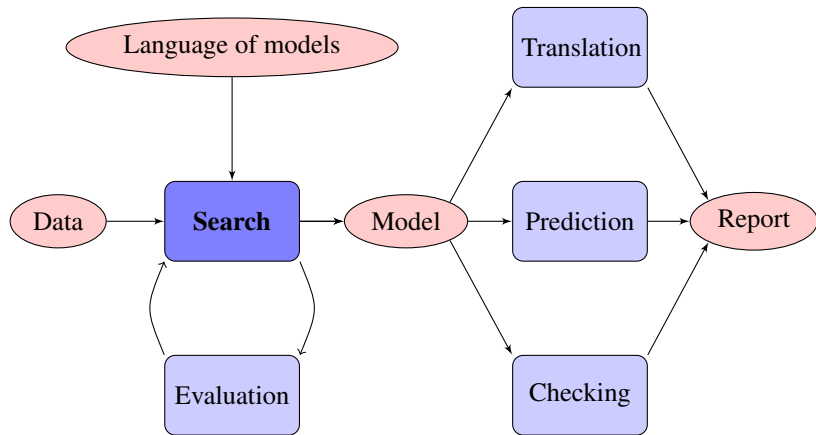 Language of models
Translation
Data
Search
Model
Prediction
Report
Evaluation
Checking